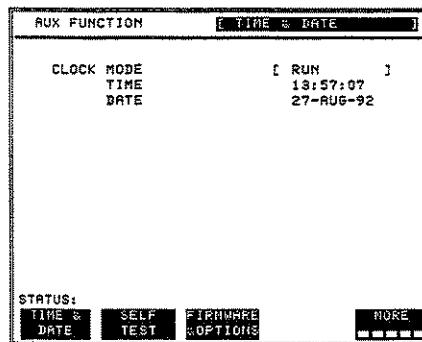 AUX FUNCTION [ TIME & DATE ]
CLOCK MODE [ RUN ]
TIME 13:57:07
DATE 27-AUG-92
STATUS:
TIME & DATE
SELF TEST
FIRMWARE &OPTIONS
MORE